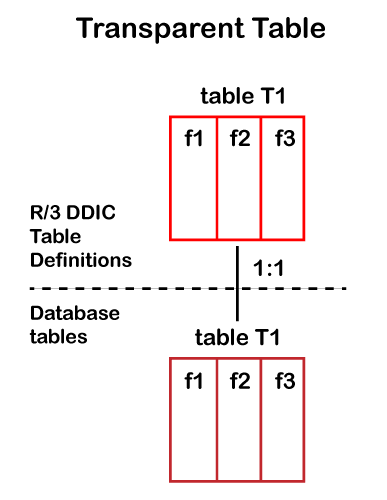 Transparent Table
table T1
f1 f2 f3
R/3 DDIC
Table
Definitions
1:1
Database
tables
table T1
f1 f2 f3